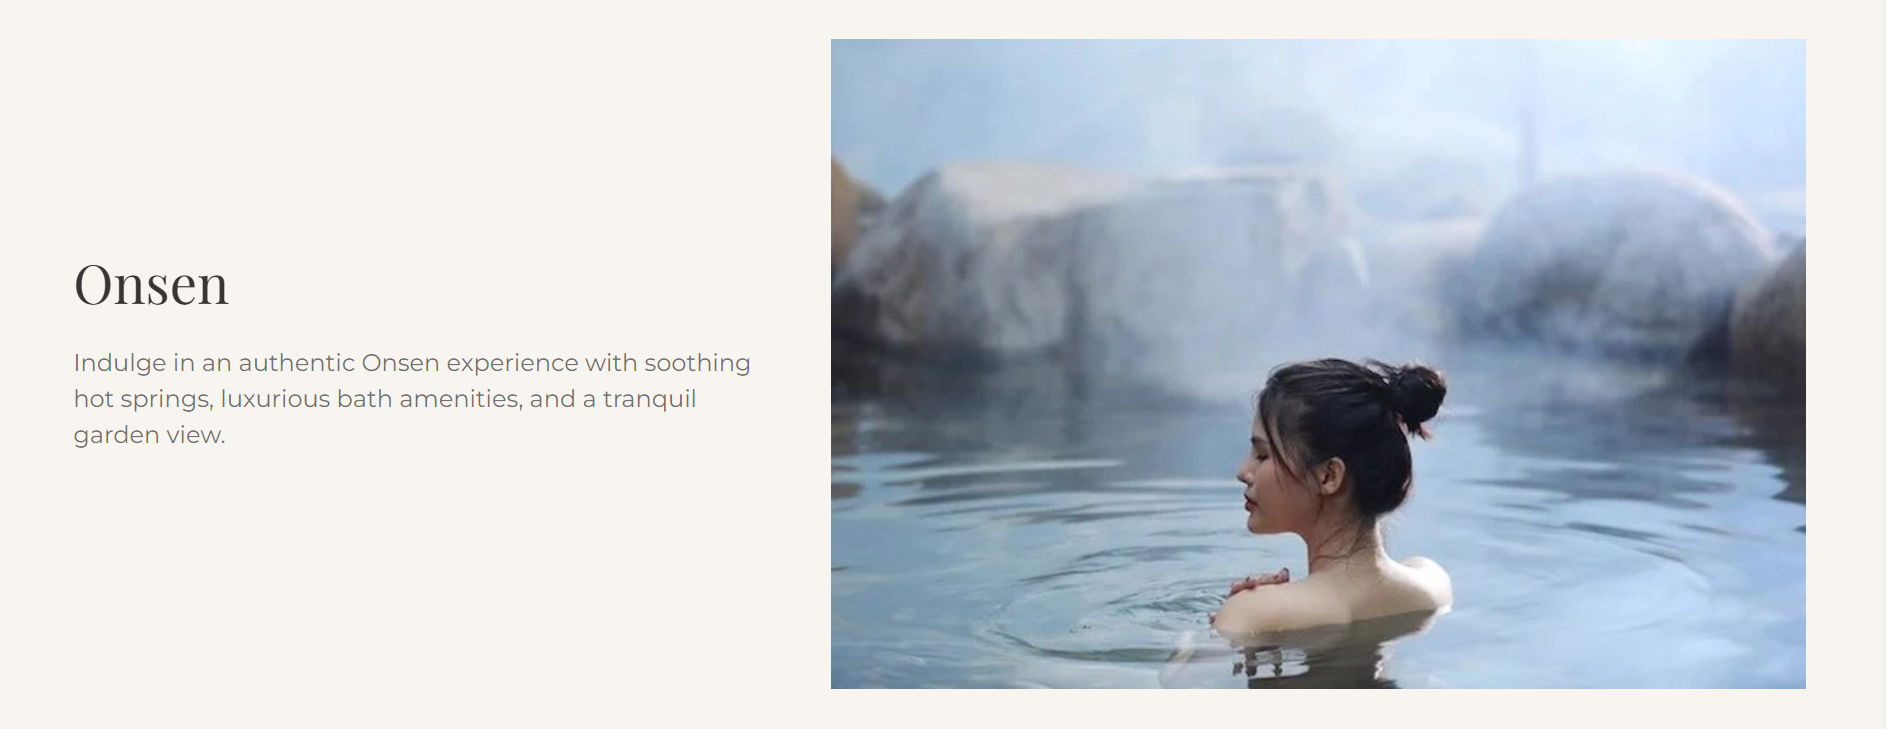 Onsen
Indulge in an authentic Onsen experience with soothing
hot springs, luxurious bath amenities, and a tranquil
garden view.